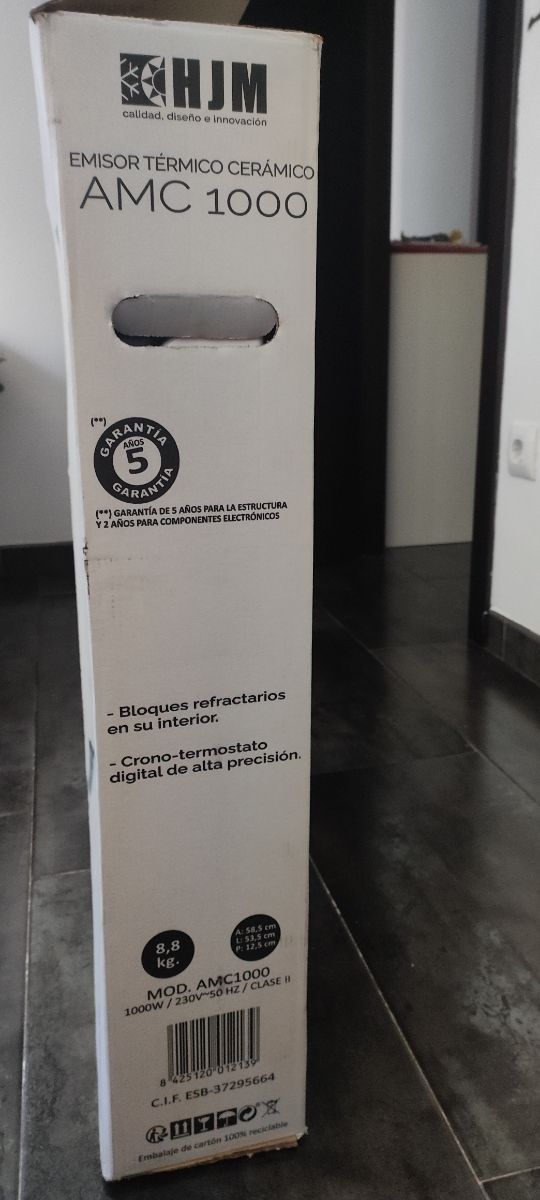 HJM
calidad, diseño e innovación
EMISOR TÉRMICO CERÁMICO
AMC 1000
(**)
GARANTÍA
AÑOS
5
GARANTÍA
(**) GARANTÍA DE 5 AÑOS PARA LA ESTRUCTURA
Y 2 AÑOS PARA COMPONENTES ELECTRÓNICOS
- Bloques refractarios
en su interior.
- Crono-termostato
digital de alta precisión.
8,8
kg.
A: 58,5 cm
L: 53,5 cm
P: 12,5 cm
MOD. AMC1000
1000W / 230V~50 HZ / CLASE II
8 425120 012139
C.I.F. ESB-37295664
Embalaje de cartón 100% reciclable